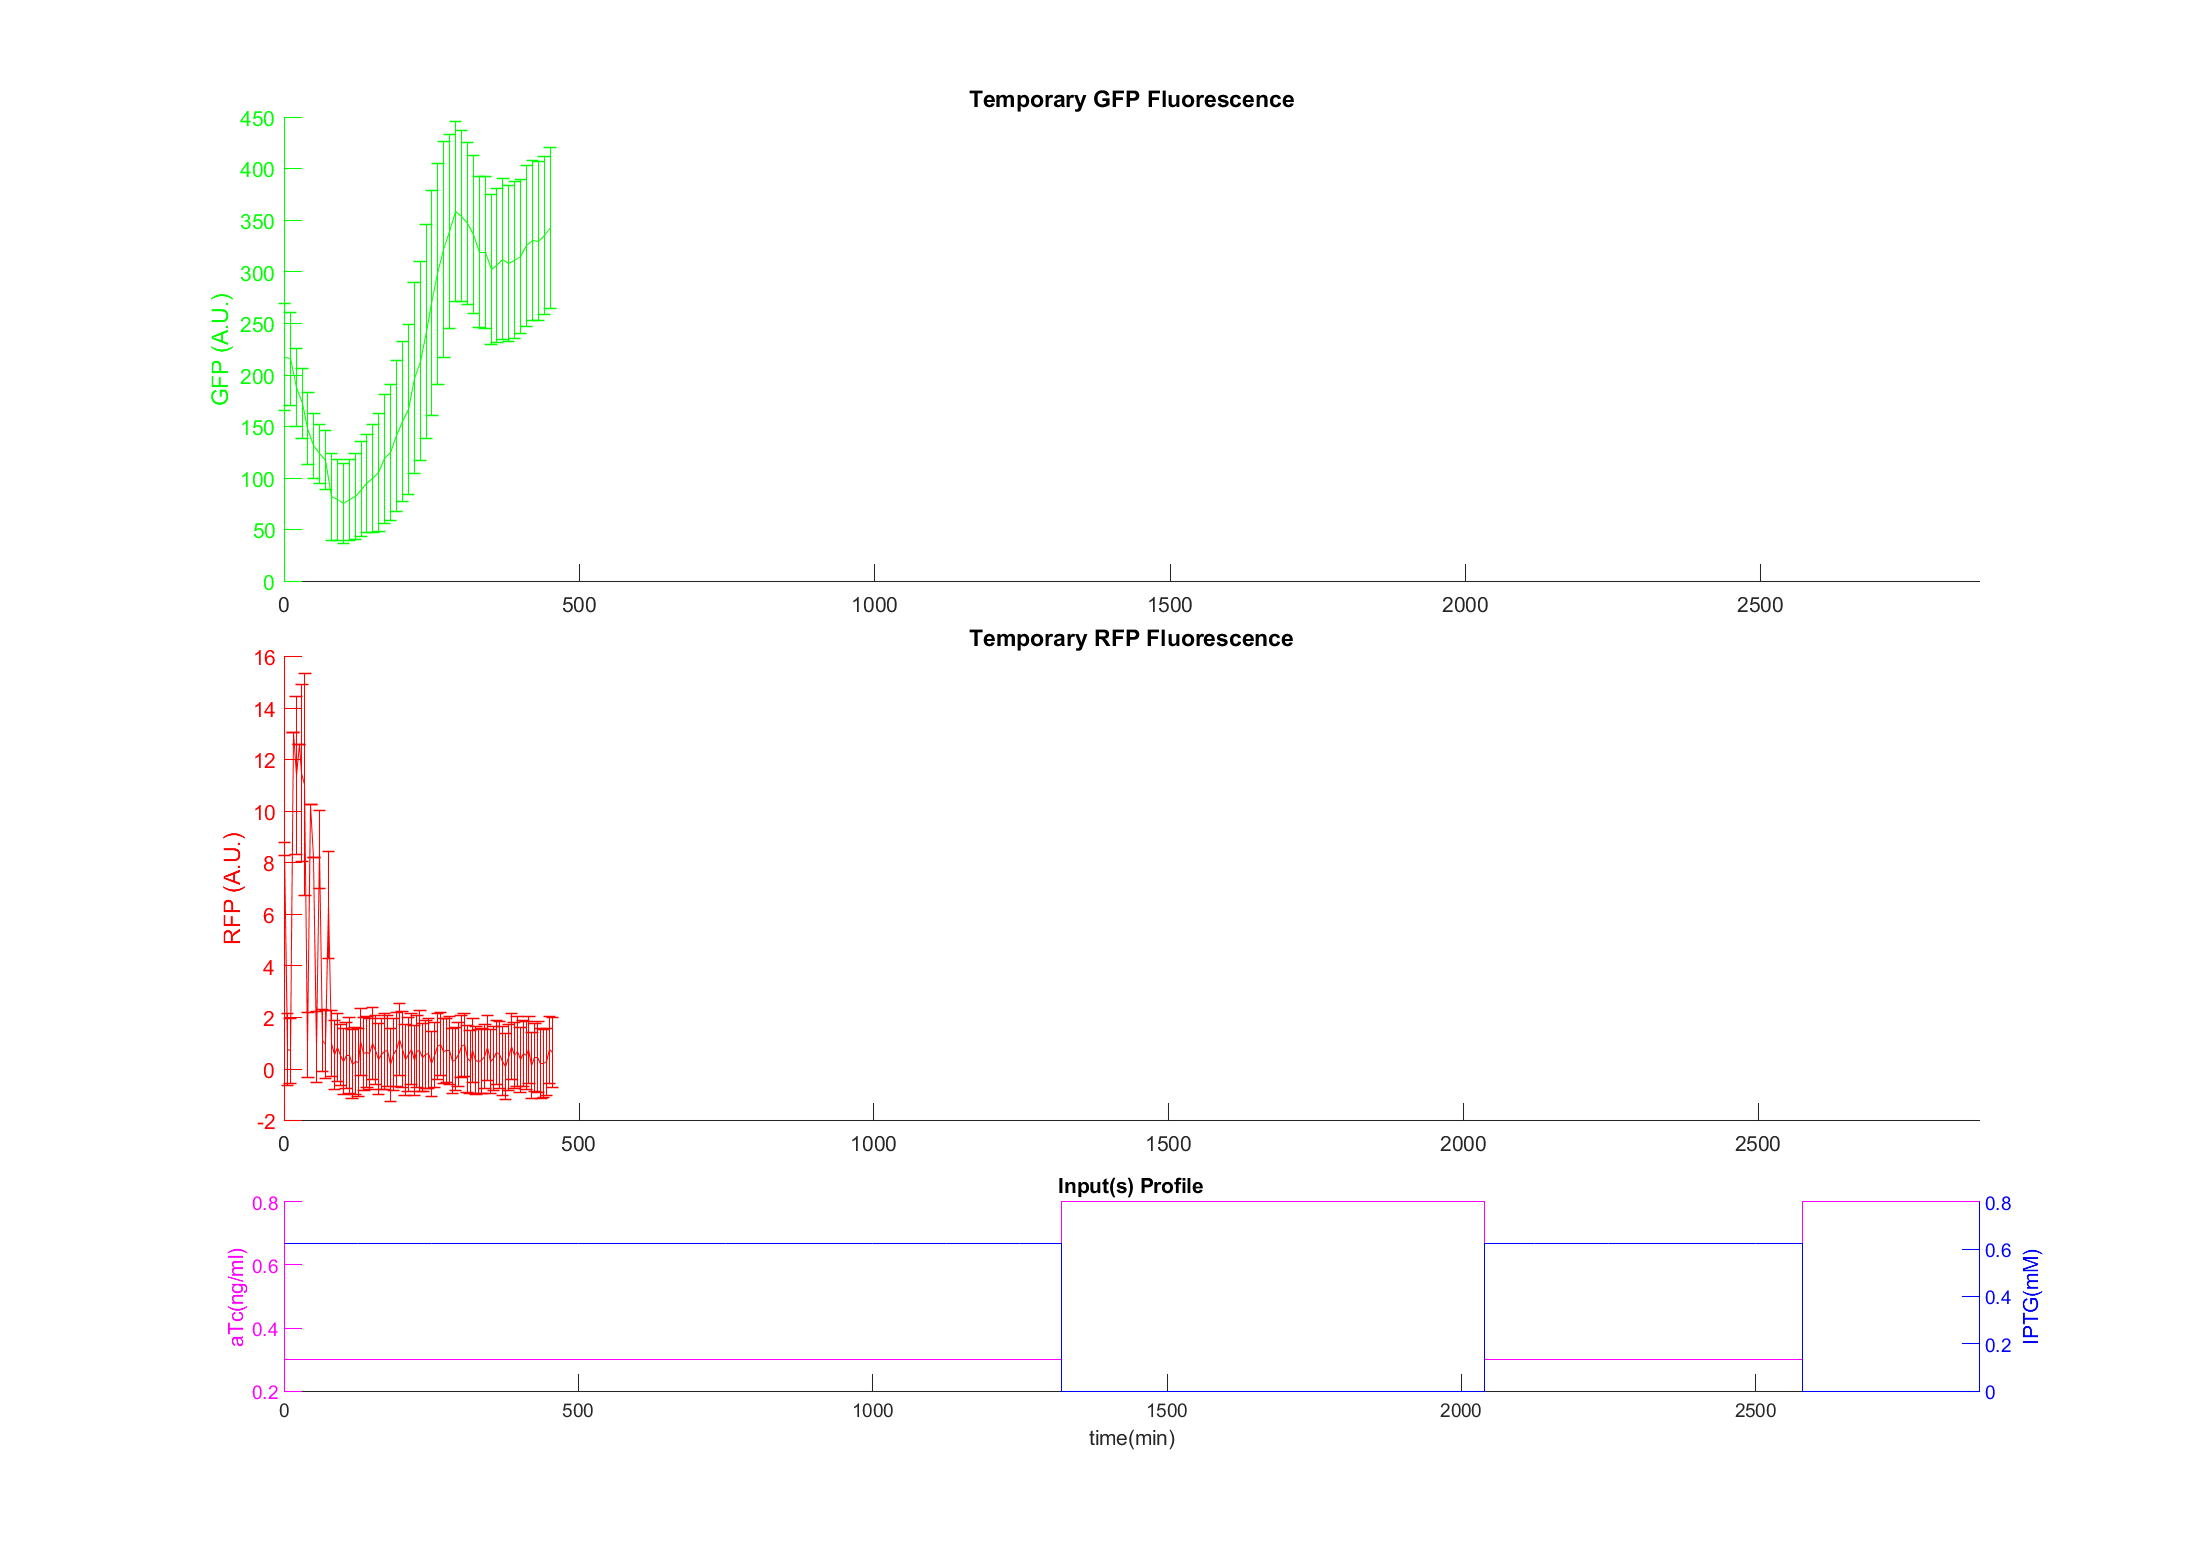 Temporary GFP Fluorescence
450
400
350
300
250
200
150
100
50
0
GFP (A.U.)
0 500 1000 1500 2000 2500
Temporary RFP Fluorescence
16
14
12
10
8
6
4
2
0
-2
RFP (A.U.)
0 500 1000 1500 2000 2500
Input(s) Profile
0.8
0.6
0.4
0.2
aTc(ng/ml)
0.8
0.6
0.4
0.2
0
IPTG(mM)
0 500 1000 1500 2000 2500
time(min)